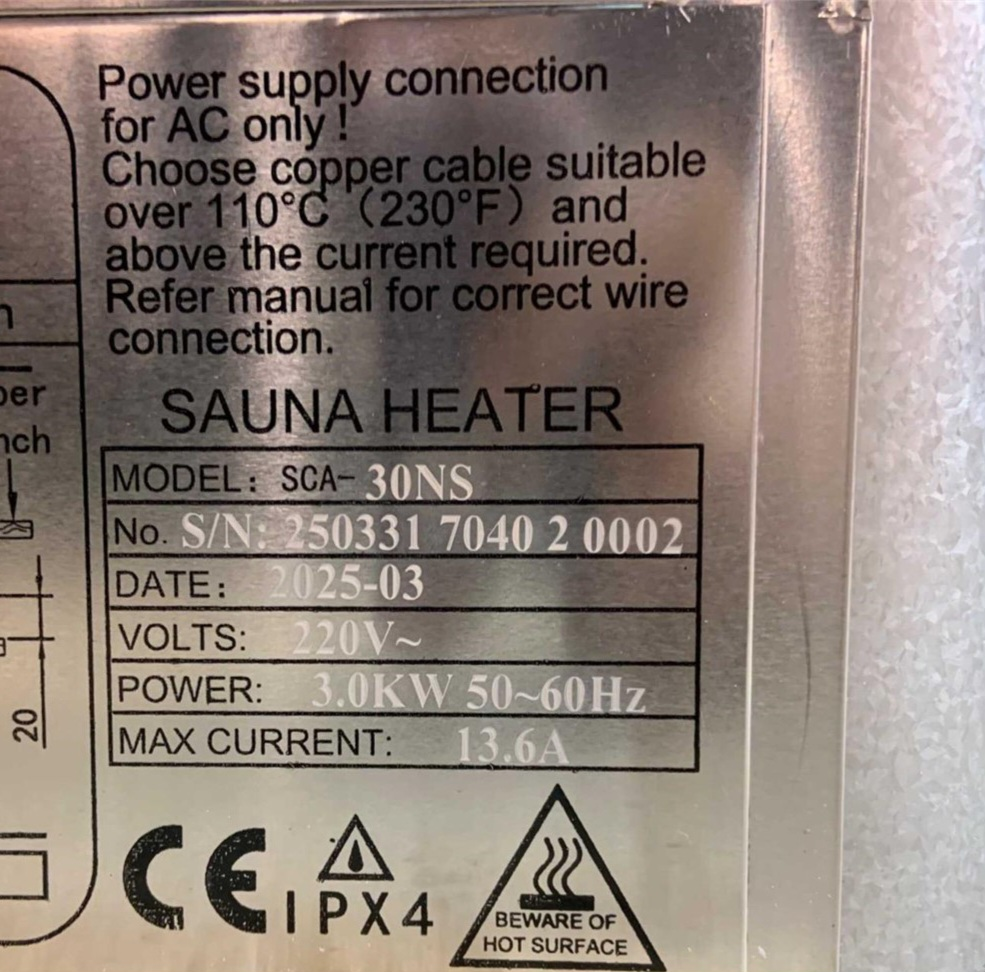 Power supply connection
for AC only !
Choose copper cable suitable
over 110°C（230°F）and
above the current required.
Refer manual for correct wire
connection.
SAUNA HEATER
MODEL: SCA- 30NS
No. S/N: 250331 7040 2 0002
DATE: 2025-03
VOLTS: 220V~
POWER: 3.0KW 50~60Hz
MAX CURRENT: 13.6A
20
CE
IPX4
BEWARE OF
HOT SURFACE